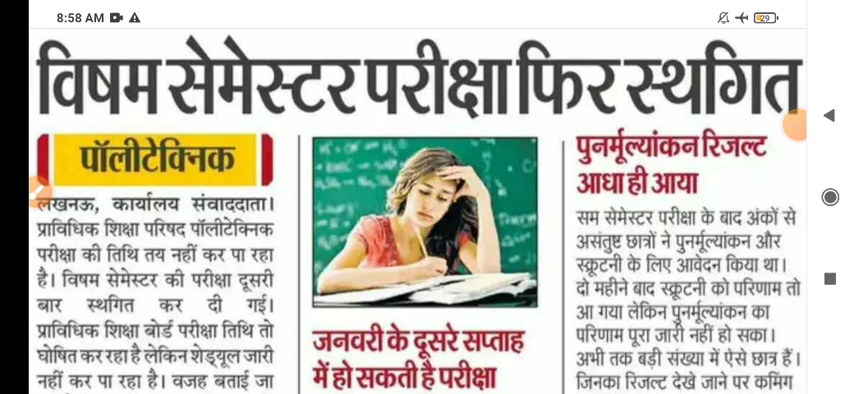 8:58 AM
29
विषम सेमेस्टर परीक्षा फिर स्थगित
पॉलीटेक्निक
लखनऊ, कार्यालय संवाददाता।
प्राविधिक शिक्षा परिषद पॉलीटेक्निक
परीक्षा की तिथि तय नहीं कर पा रहा
है। विषम सेमेस्टर की परीक्षा दूसरी
बार स्थगित कर दी गई।
प्राविधिक शिक्षा बोर्ड परीक्षा तिथि तो
घोषित कर रहा है लेकिन शेड्यूल जारी
नहीं कर पा रहा है। वजह बताई जा
जनवरी के दूसरे सप्ताह
में हो सकती है परीक्षा
पुनर्मूल्यांकन रिजल्ट
आधा ही आया
सम सेमेस्टर परीक्षा के बाद अंकों से
असंतुष्ट छात्रों ने पुनर्मूल्यांकन और
स्क्रूटनी के लिए आवेदन किया था।
दो महीने बाद स्क्रूटनी को परिणाम तो
आ गया लेकिन पुनर्मूल्यांकन का
परिणाम पूरा जारी नहीं हो सका।
अभी तक बड़ी संख्या में ऐसे छात्र हैं।
जिनका रिजल्ट देखे जाने पर कमिंग